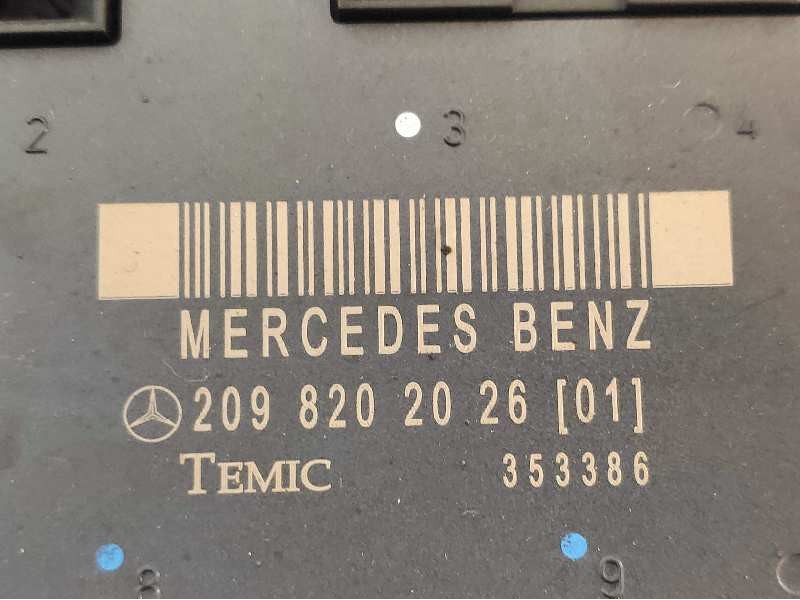 2 3 4
MERCEDES BENZ
209 820 20 26 [01]
TEMIC 353386
8 9